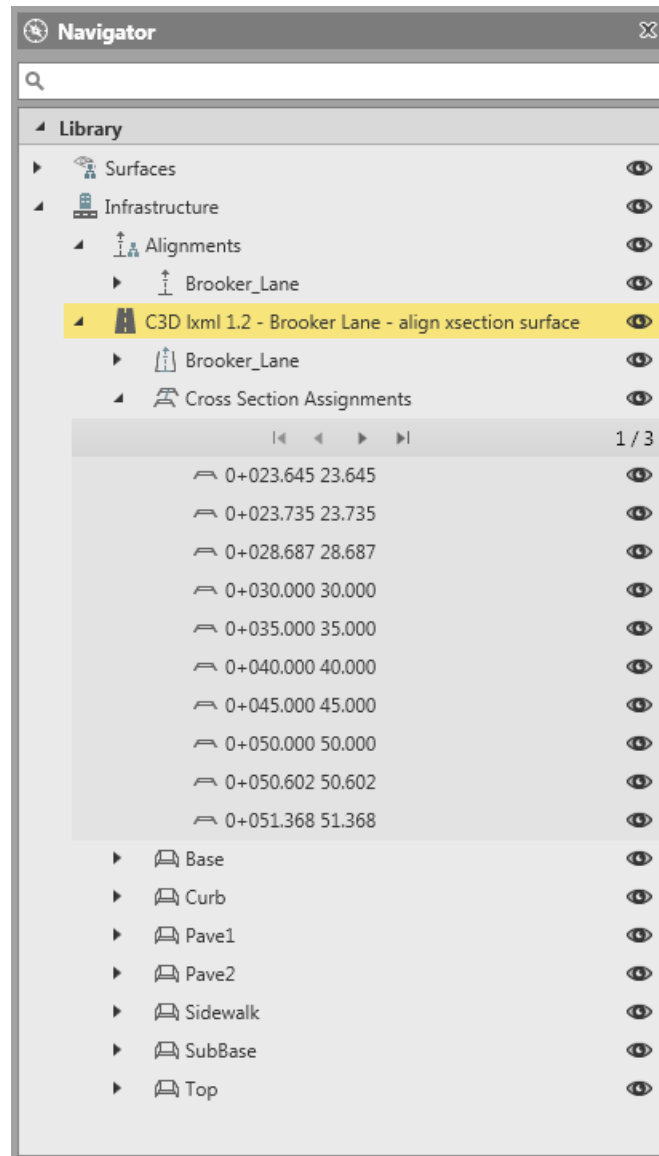 Navigator
Library
Surfaces
Infrastructure
Alignments
Brooker_Lane
C3D lxml 1.2 - Brooker Lane - align xsection surface
Brooker_Lane
Cross Section Assignments
1 / 3
0+023.645 23.645
0+023.735 23.735
0+028.687 28.687
0+030.000 30.000
0+035.000 35.000
0+040.000 40.000
0+045.000 45.000
0+050.000 50.000
0+050.602 50.602
0+051.368 51.368
Base
Curb
Pave1
Pave2
Sidewalk
SubBase
Top